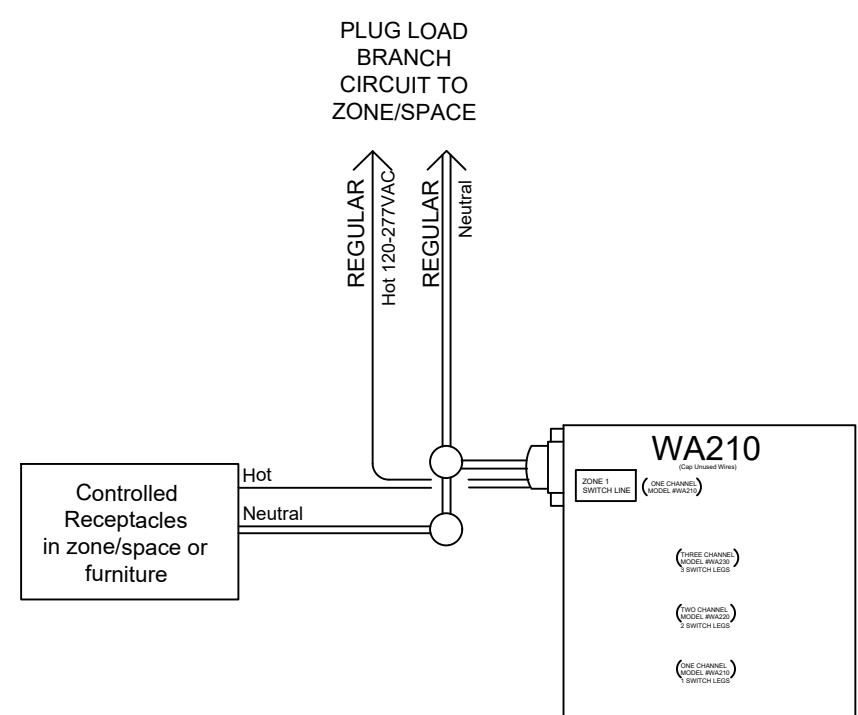 PLUG LOAD
BRANCH
CIRCUIT TO
ZONE/SPACE
REGULAR
Hot 120-277VAC
REGULAR
Neutral
Hot
Neutral
Controlled
Receptacles
in zone/space or
furniture
WA210
(Cap Unused Wires)
ZONE 1
SWITCH LINE
ONE CHANNEL
MODEL #WA210
THREE CHANNEL
MODEL #WA230
3 SWITCH LEGS
TWO CHANNEL
MODEL #WA220
2 SWITCH LEGS
ONE CHANNEL
MODEL #WA210
1 SWITCH LEGS